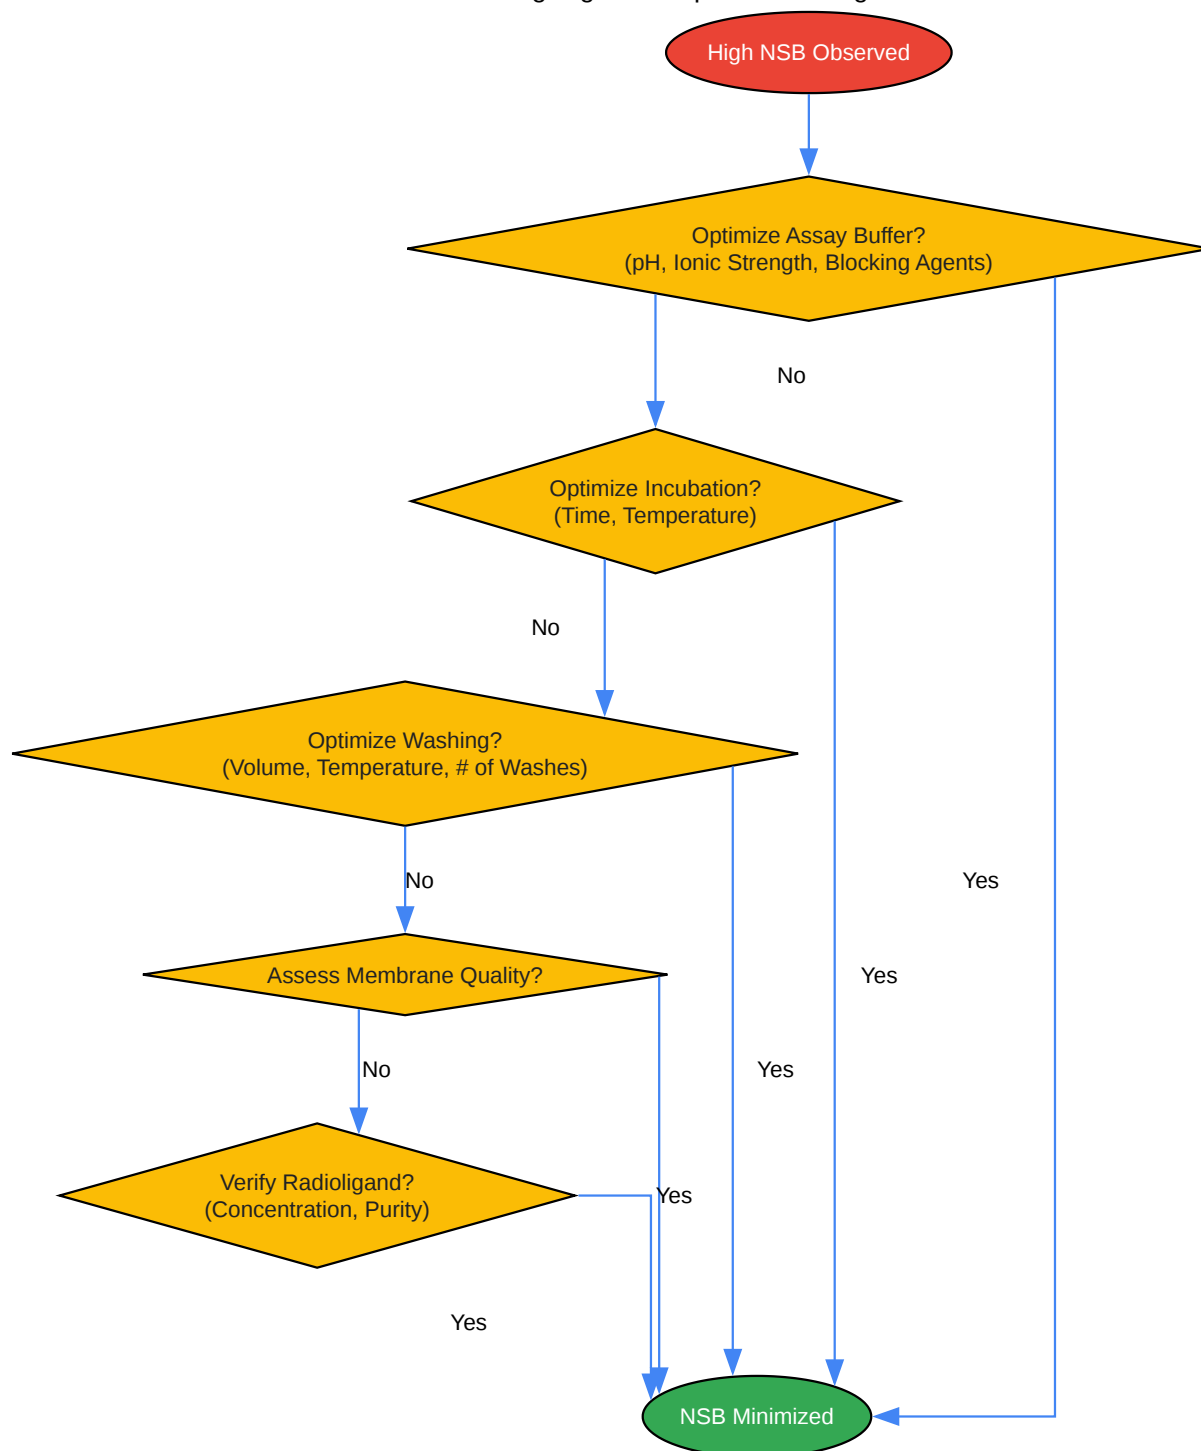 High NSB Observed
Optimize Assay Buffer?
(pH, Ionic Strength, Blocking Agents)
No
Optimize Incubation?
(Time, Temperature)
No
Optimize Washing?
(Volume, Temperature, # of Washes)
No
Yes
Assess Membrane Quality?
Yes
No
Yes
Verify Radioligand?
(Concentration, Purity)
Yes
Yes
NSB Minimized